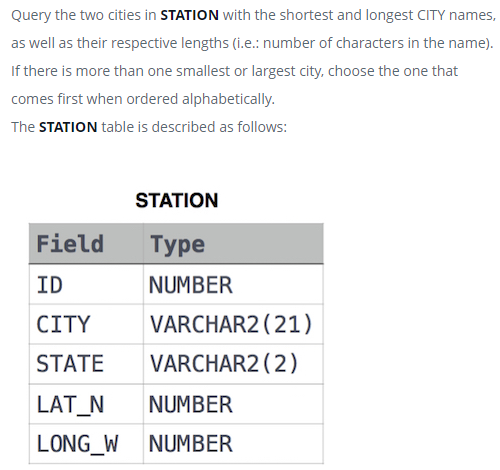 Query the two cities in STATION with the shortest and longest CITY names,
as well as their respective lengths (i.e.: number of characters in the name).
If there is more than one smallest or largest city, choose the one that
comes first when ordered alphabetically.
The STATION table is described as follows:
STATION
Field Type
ID NUMBER
CITY VARCHAR2(21)
STATE VARCHAR2(2)
LAT_N NUMBER
LONG_W NUMBER